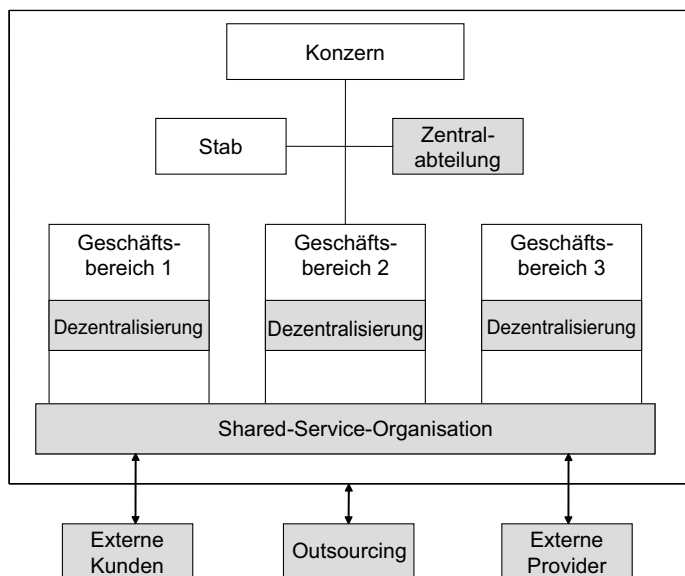 Konzern
Stab
Zentral-
abteilung
Geschäfts-
bereich 1
Geschäfts-
bereich 2
Geschäfts-
bereich 3
Dezentralisierung
Dezentralisierung
Dezentralisierung
Shared-Service-Organisation
Externe
Kunden
Outsourcing
Externe
Provider